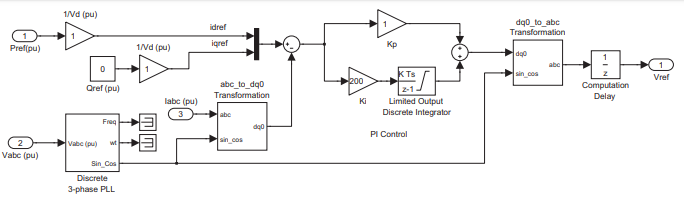 1/Vd (pu)
1
Pref(pu)
1
idref
1/Vd (pu)
iqref
0
Qref (pu)
1
1
Kp
200
Ki
K Ts
z-1
Limited Output
Discrete Integrator
PI Control
dq0_to_abc
Transformation
dq0
sin_cos
abc
1
z
Computation
Delay
1
Vref
abc_to_dq0
Transformation
Iabc (pu)
3
abc
dq0
sin_cos
2
Vabc (pu)
Vabc (pu)
Freq
wt
Sin_Cos
Discrete
3-phase PLL